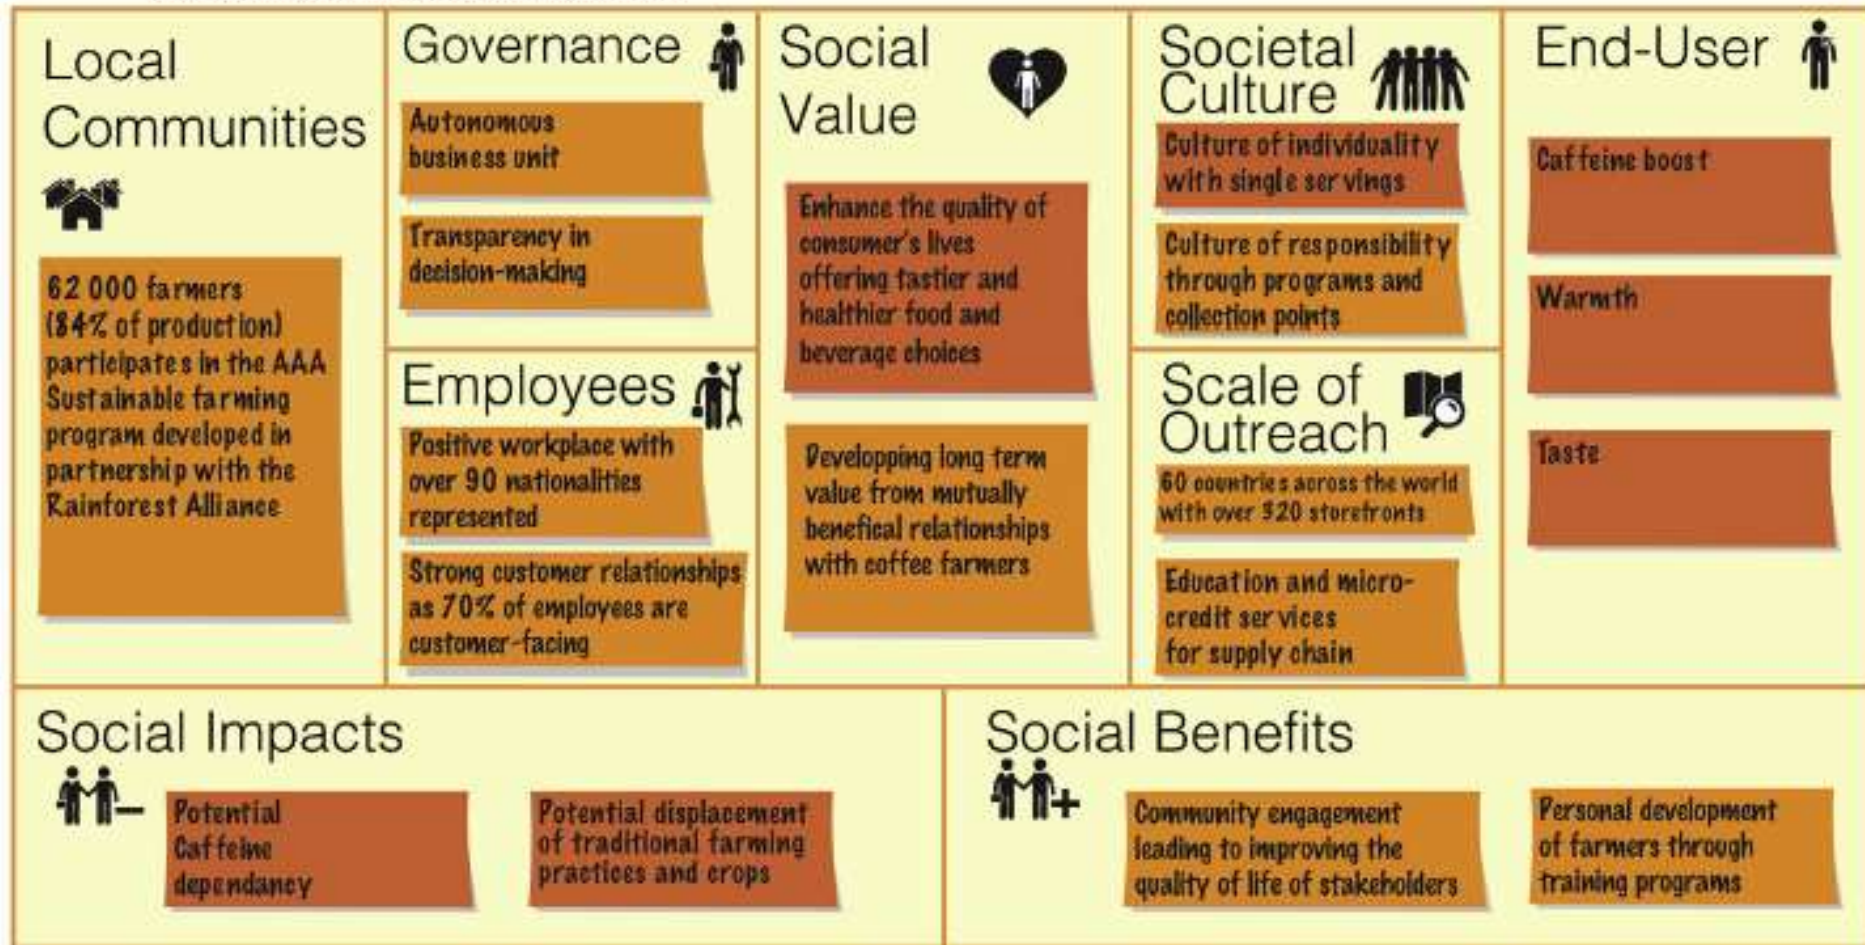 Local
Communities
62 000 farmers
(84% of production)
participates in the AAA
Sustainable farming
program developed in
partnership with the
Rainforest Alliance
Governance
Autonomous
business unit
Transparency in
decision-making
Employees
Positive workplace with
over 90 nationalities
represented
Strong customer relationships
as 70% of employees are
customer-facing
Social
Value
Enhance the quality of
consumer's lives
offering tastier and
healthier food and
beverage choices
Developping long term
value from mutually
benefical relationships
with coffee farmers
Societal
Culture
Culture of individuality
with single servings
Culture of responsibility
through programs and
collection points
Scale of
Outreach
60 countries across the world
with over 320 storefronts
Education and micro-
credit services
for supply chain
End-User
Caffeine boost
Warmth
Taste
Social Impacts
Potential
Caffeine
dependancy
Potential displacement
of traditional farming
practices and crops
Social Benefits
Community engagement
leading to improving the
quality of life of stakeholders
Personal development
of farmers through
training programs